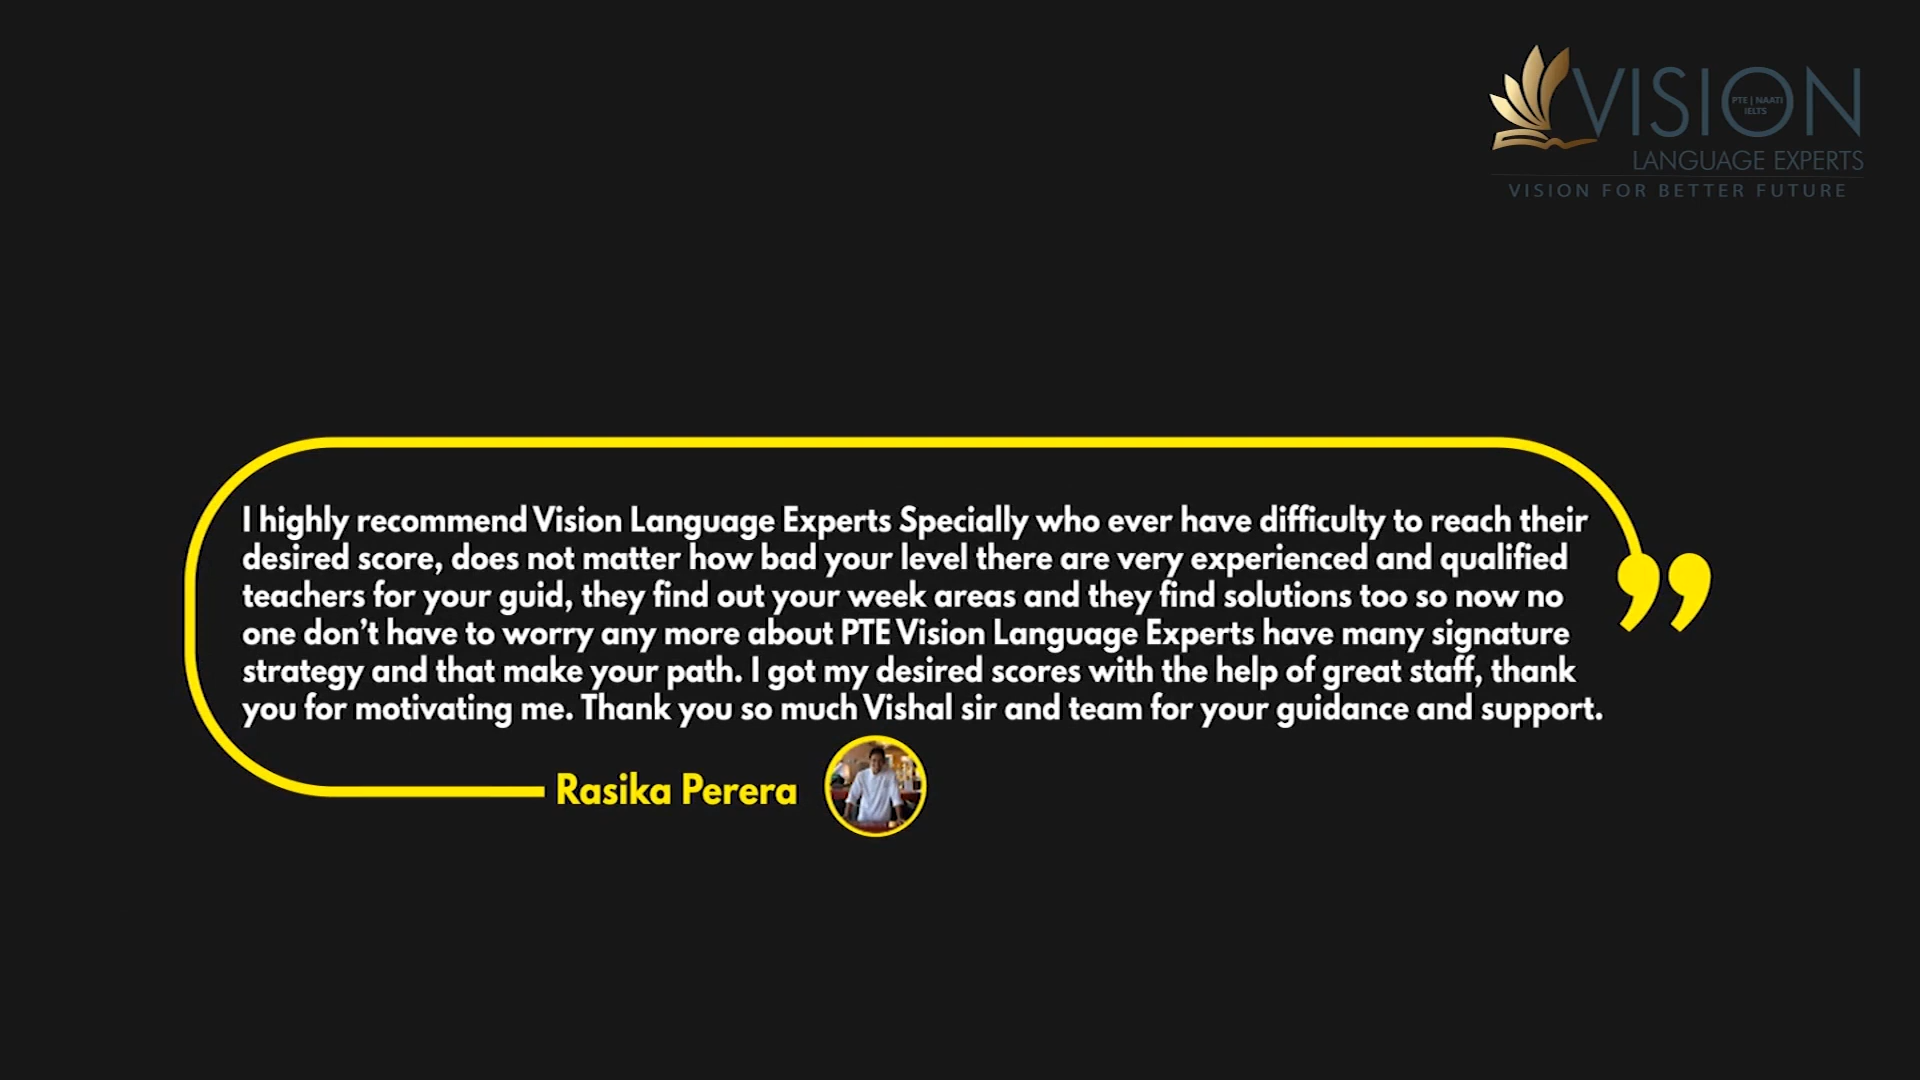 VISION
PTE | NAATI
IELTS
LANGUAGE EXPERTS
VISION FOR BETTER FUTURE
I highly recommend Vision Language Experts Specially who ever have difficulty to reach their
desired score, does not matter how bad your level there are very experienced and qualified
teachers for your guid, they find out your week areas and they find solutions too so now no
one don’t have to worry any more about PTE Vision Language Experts have many signature
strategy and that make your path. I got my desired scores with the help of great staff, thank
you for motivating me. Thank you so much Vishal sir and team for your guidance and support.
Rasika Perera